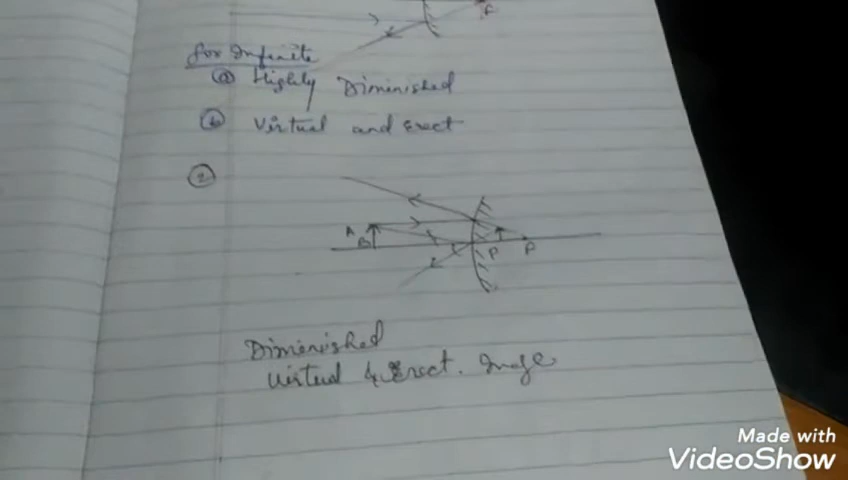 F
for Infinite
(a) Highly Diminished
(b) Virtual and Erect
(2)
A
B
P
F
Diminished
Virtual & Erect. Image
Made with
VideoShow